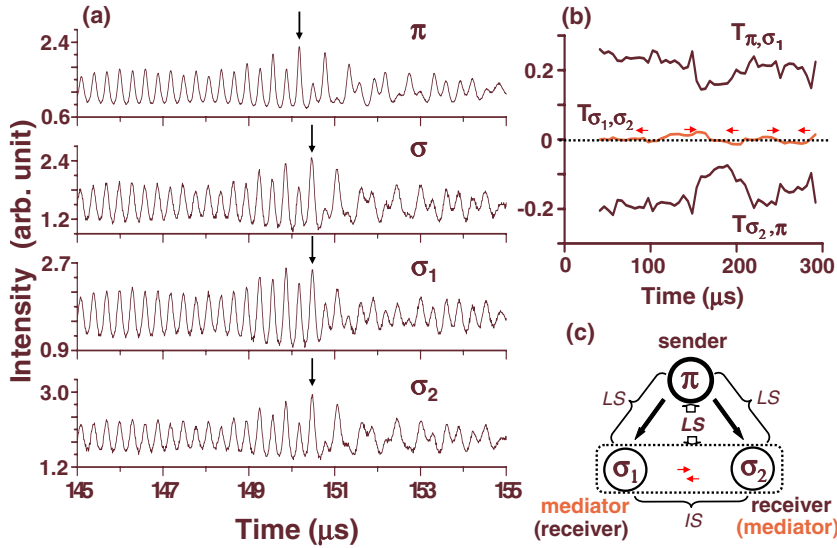 (a)
π
2.4
0.6
σ
2.4
1.2
σ1
2.7
0.9
σ2
3.0
1.2
145 147 149 151 153 155
Time (μs)
Intensity (arb. unit)
(b)
Tπ,σ1
0.2
Tσ1,σ2
0
-0.2
Tσ2,π
0 100 200 300
Time (μs)
(c)
sender
π
LS LS
LS
σ1 σ2
mediator receiver
(receiver) IS (mediator)